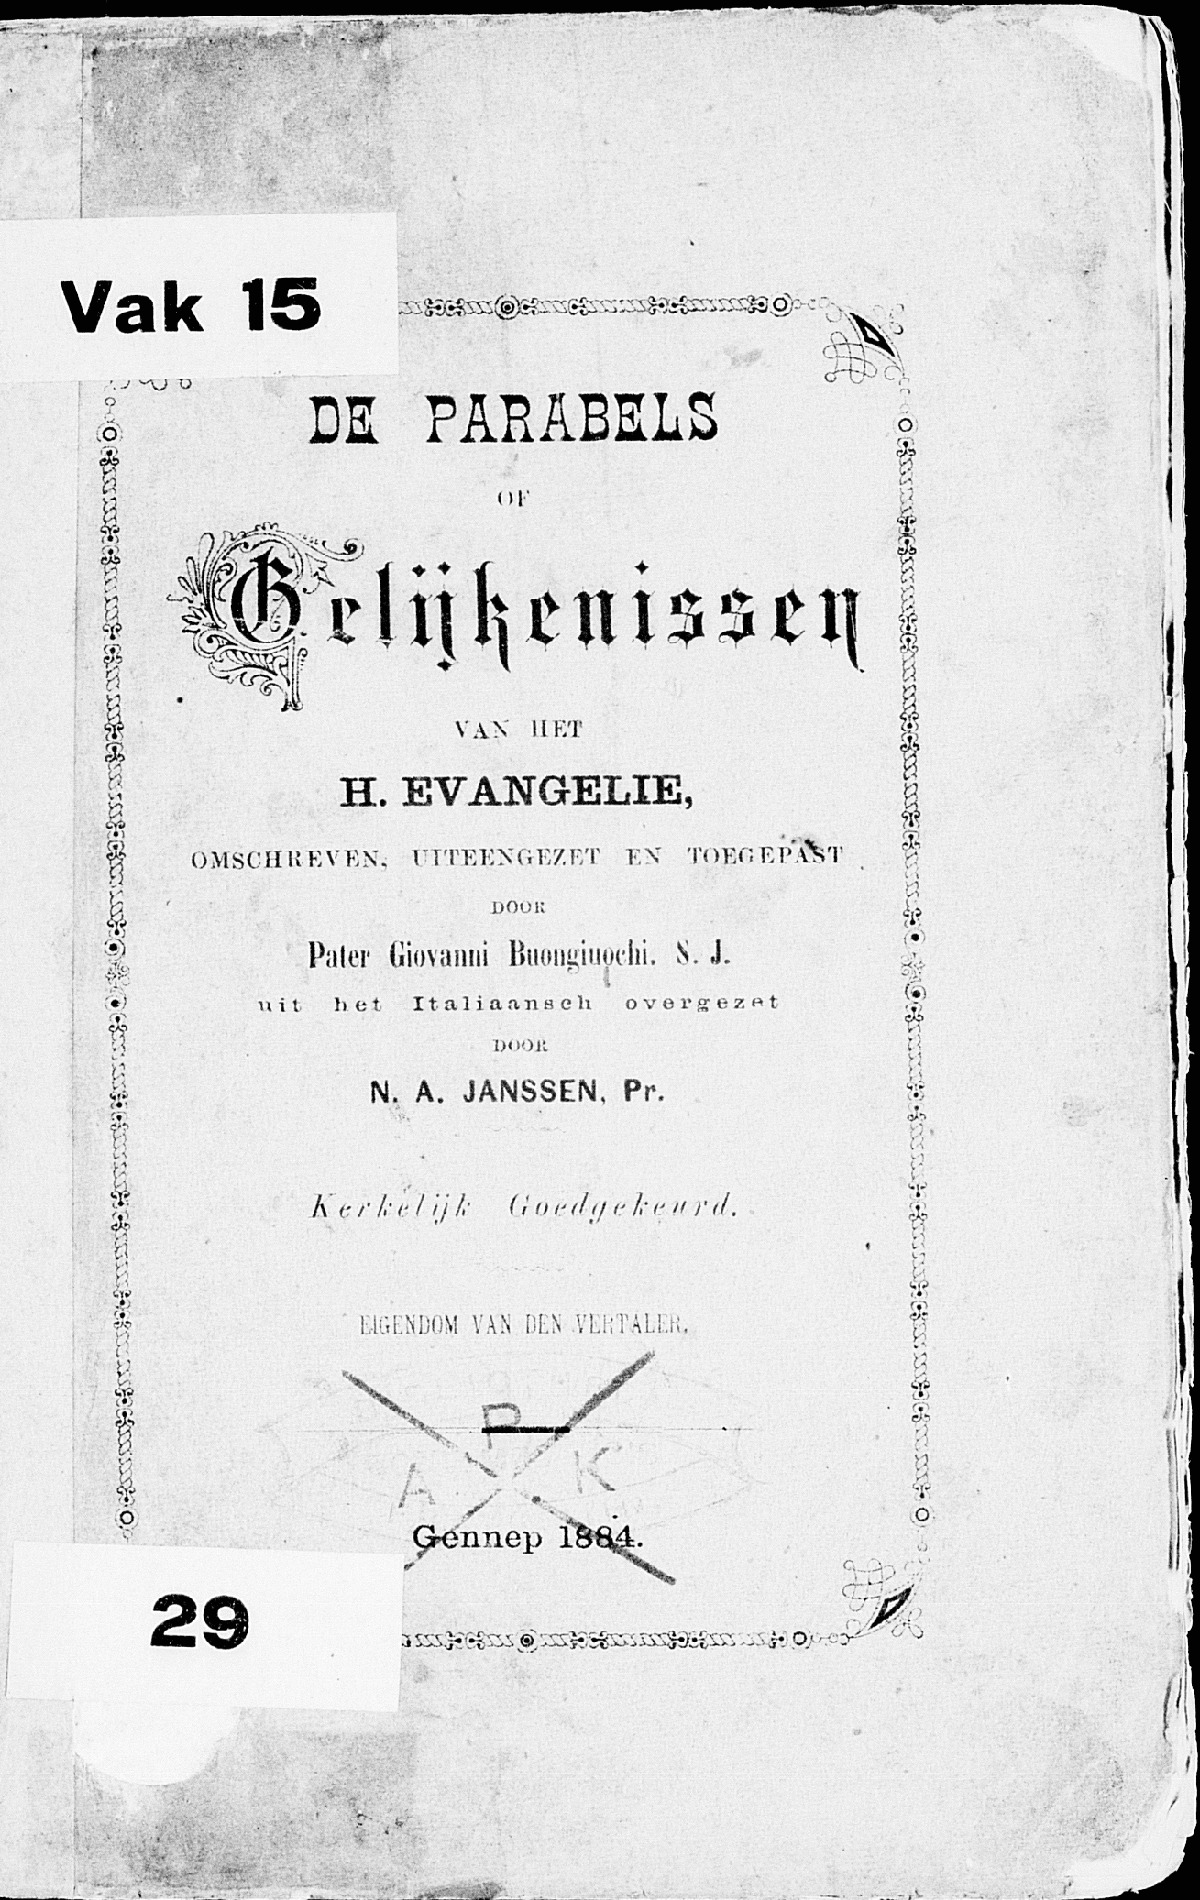 Vak 15
DE PARABELS
OF
Gelijkenissen
VAN HET
H. EVANGELIE,
OMSCHREVEN, UITEENGEZET EN TOEGEPAST
DOOR
Pater Giovanni Buongiuochi. S. J.
uit het Italiaansch overgezet
DOOR
N. A. JANSSEN, Pr.
Kerkelijk Goedgekeurd.
EIGENDOM VAN DEN VERTALER.
P
A K
Gennep 1884.
29